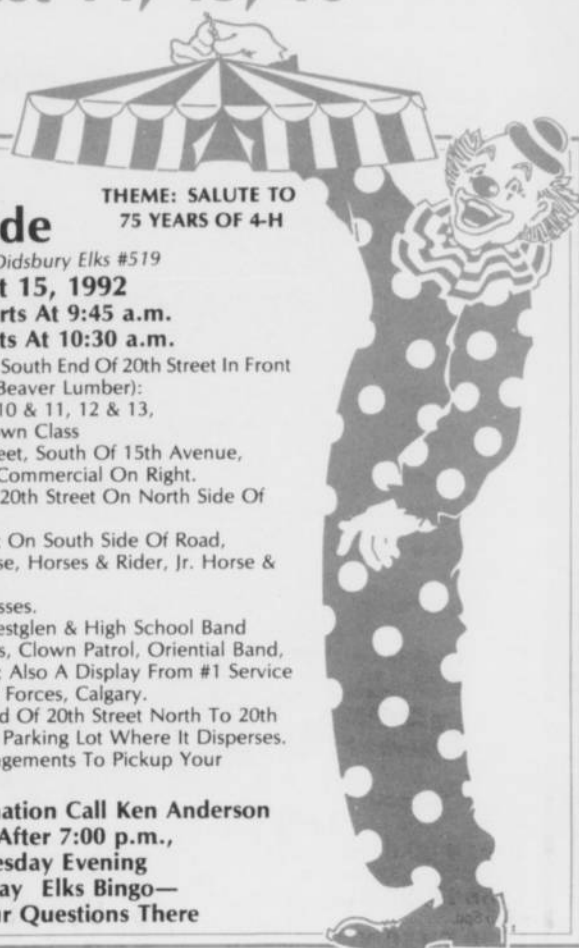 THEME: SALUTE TO
75 YEARS OF 4-H
de
Didsbury Elks #519
t 15, 1992
rts At 9:45 a.m.
ts At 10:30 a.m.
South End Of 20th Street In Front
Beaver Lumber):
10 & 11, 12 & 13,
wn Class
eet, South Of 15th Avenue,
Commercial On Right.
20th Street On North Side Of
: On South Side Of Road,
se, Horses & Rider, Jr. Horse &
sses.
estglen & High School Band
s, Clown Patrol, Oriential Band,
; Also A Display From #1 Service
Forces, Calgary.
d Of 20th Street North To 20th
Parking Lot Where It Disperses.
ngements To Pickup Your
nation Call Ken Anderson
After 7:00 p.m.,
esday Evening
ay Elks Bingo—
ur Questions There